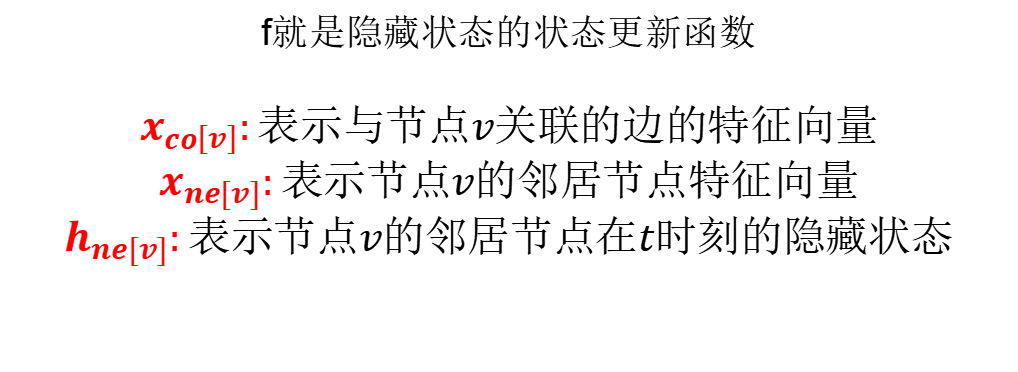 f就是隐藏状态的状态更新函数
x_{co[v]}: 表示与节点v关联的边的特征向量
x_{ne[v]}: 表示节点v的邻居节点特征向量
h_{ne[v]}: 表示节点v的邻居节点在t时刻的隐藏状态